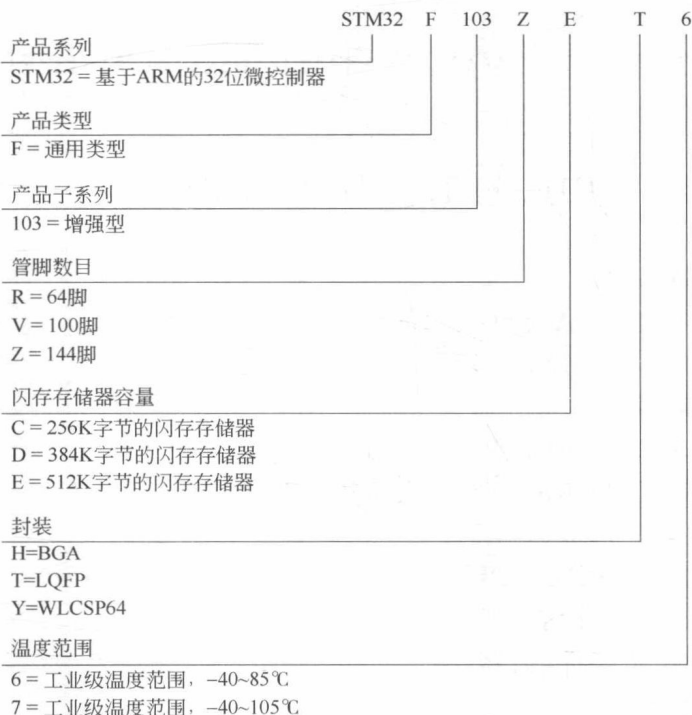 STM32 F 103 Z E T 6
产品系列
STM32 = 基于ARM的32位微控制器
产品类型
F = 通用类型
产品子系列
103 = 增强型
管脚数目
R = 64脚
V = 100脚
Z = 144脚
闪存存储器容量
C = 256K字节的闪存存储器
D = 384K字节的闪存存储器
E = 512K字节的闪存存储器
封装
H=BGA
T=LQFP
Y=WLCSP64
温度范围
6 = 工业级温度范围，-40~85℃
7 = 工业级温度范围，-40~105℃